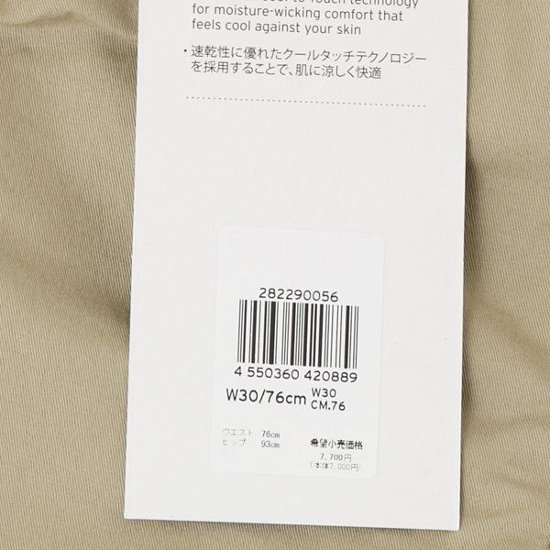 to Touch technology
for moisture-wicking comfort that
feels cool against your skin
・速乾性に優れたクールタッチテクノロジー
を採用することで、肌に涼しく快適
282290056
4 550360 420889
W30/76cm W30
CM.76
ウエスト 76cm
ヒップ 93cm
希望小売価格
7,700円
(本体7,000円)